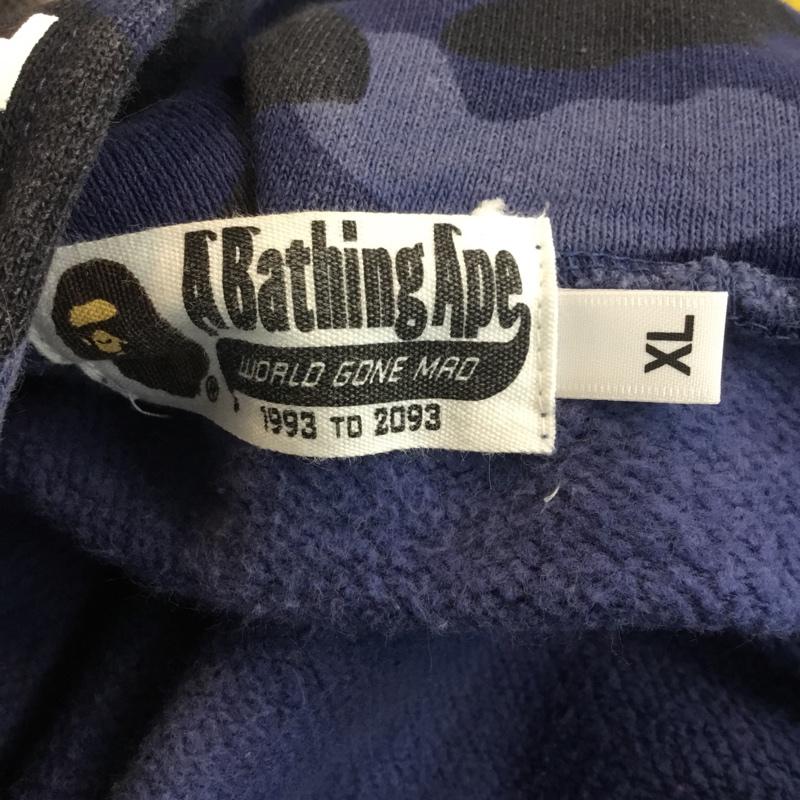 A Bathing Ape
®
WORLD GONE MAD
1993 TO 2093
XL